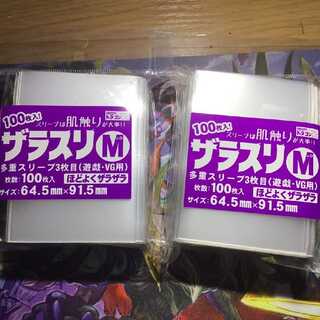 100枚入!
スリーブは肌触りが大事!!
ザラスリM
多重スリーブ3枚目(遊戯・VG用)
枚数:100枚入 ほどよくザラザラ
サイズ:64.5mm×91.5mm
100枚入!
スリーブは肌触りが大事!!
ザラスリM
多重スリーブ3枚目(遊戯・VG用)
枚数:100枚入 ほどよくザラザラ
サイズ:64.5mm×91.5mm